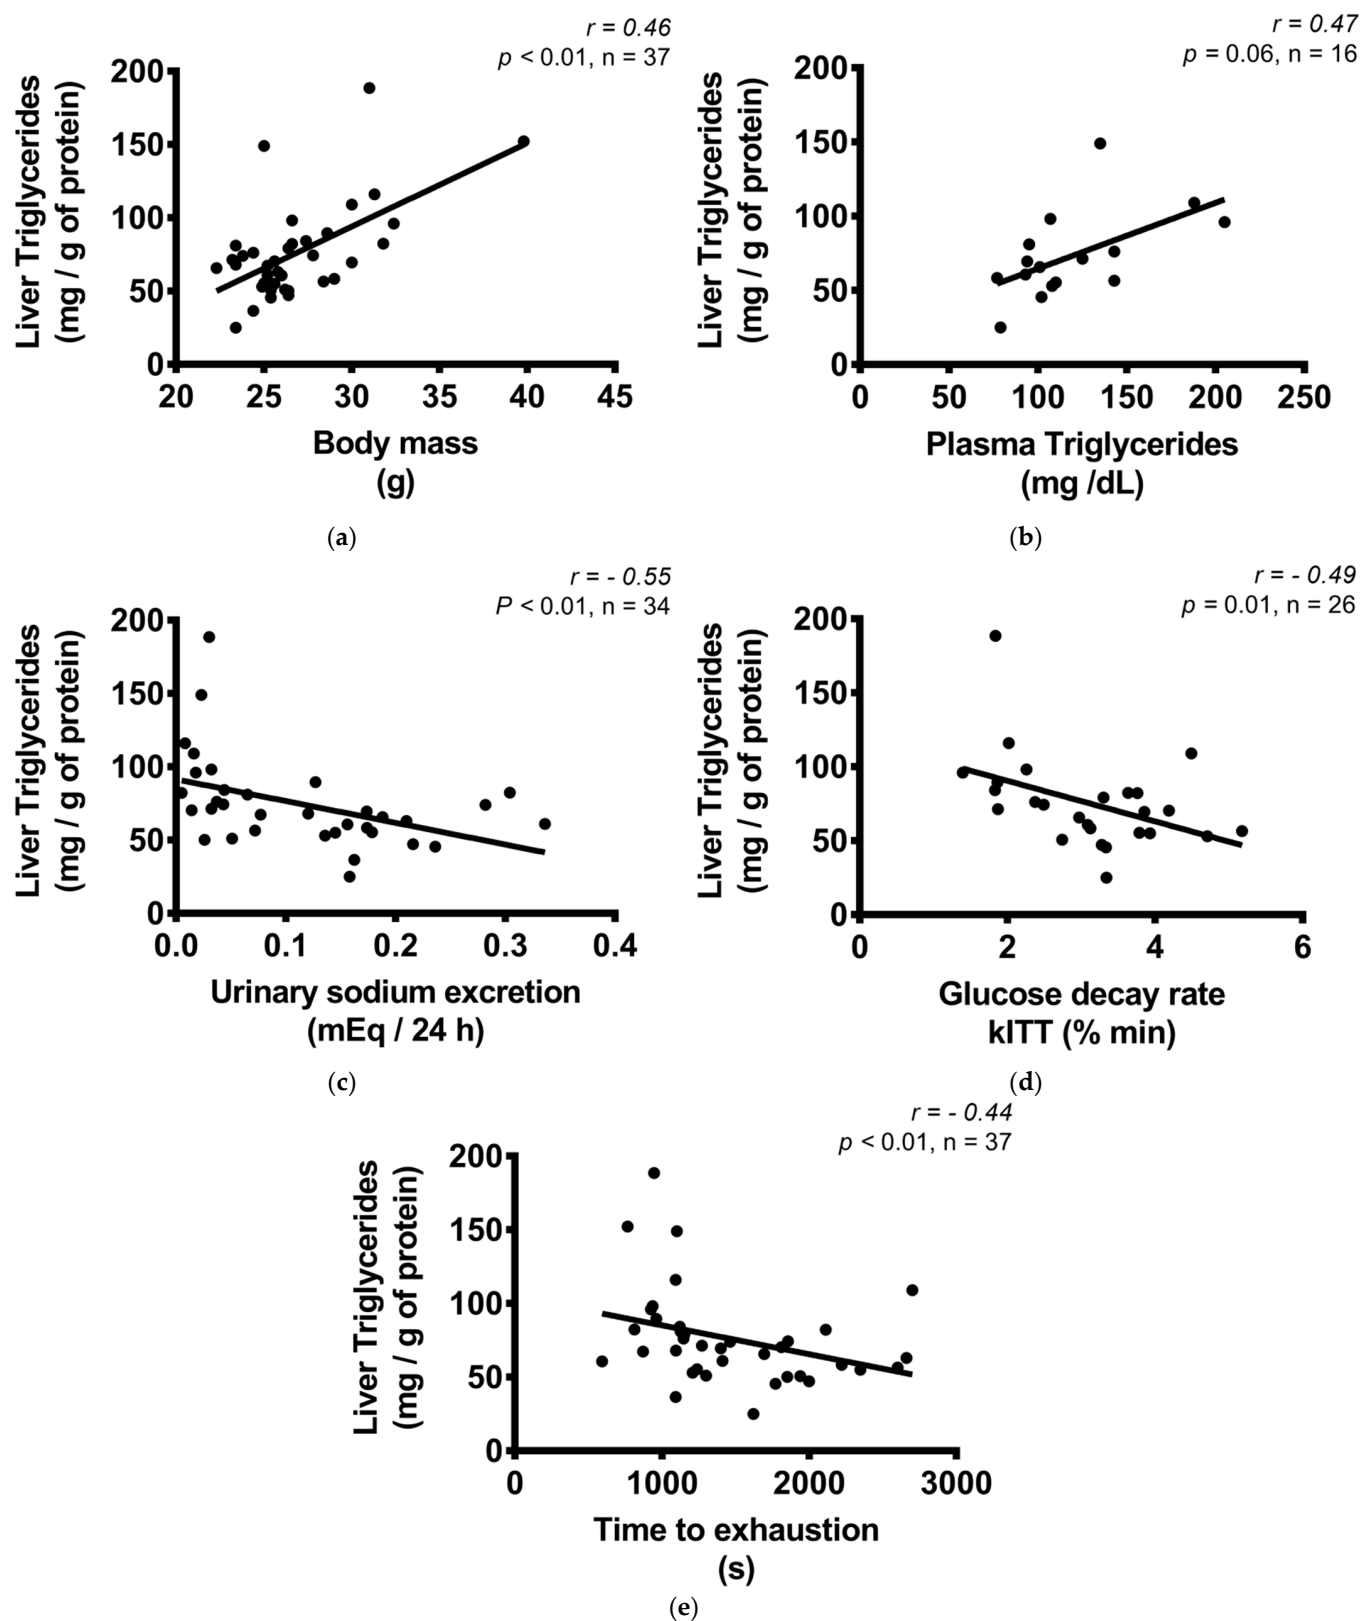 r = 0.46
p < 0.01, n = 37
Liver Triglycerides
(mg / g of protein)
200
150
100
50
0
20 25 30 35 40 45
Body mass
(g)
(a)
r = 0.47
p = 0.06, n = 16
Liver Triglycerides
(mg / g of protein)
200
150
100
50
0
0 50 100 150 200 250
Plasma Triglycerides
(mg /dL)
(b)
r = - 0.55
P < 0.01, n = 34
Liver Triglycerides
(mg / g of protein)
200
150
100
50
0
0.0 0.1 0.2 0.3 0.4
Urinary sodium excretion
(mEq / 24 h)
(c)
r = - 0.49
p = 0.01, n = 26
Liver Triglycerides
(mg / g of protein)
200
150
100
50
0
0 2 4 6
Glucose decay rate
kITT (% min)
(d)
r = - 0.44
p < 0.01, n = 37
Liver Triglycerides
(mg / g of protein)
200
150
100
50
0
0 1000 2000 3000
Time to exhaustion
(s)
(e)